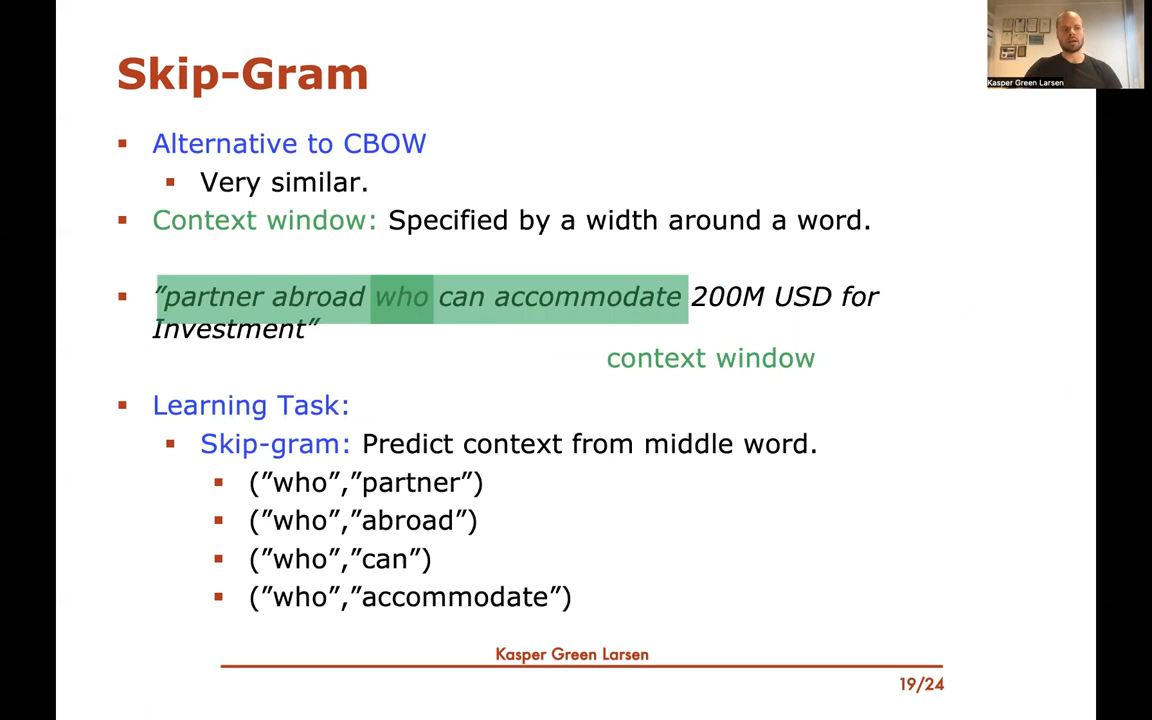 Skip-Gram
Kasper Green Larsen
Alternative to CBOW
Very similar.
Context window: Specified by a width around a word.
”partner abroad who can accommodate 200M USD for
Investment”
context window
Learning Task:
Skip-gram: Predict context from middle word.
(”who”,”partner”)
(”who”,”abroad”)
(”who”,”can”)
(”who”,”accommodate”)
Kasper Green Larsen
19/24